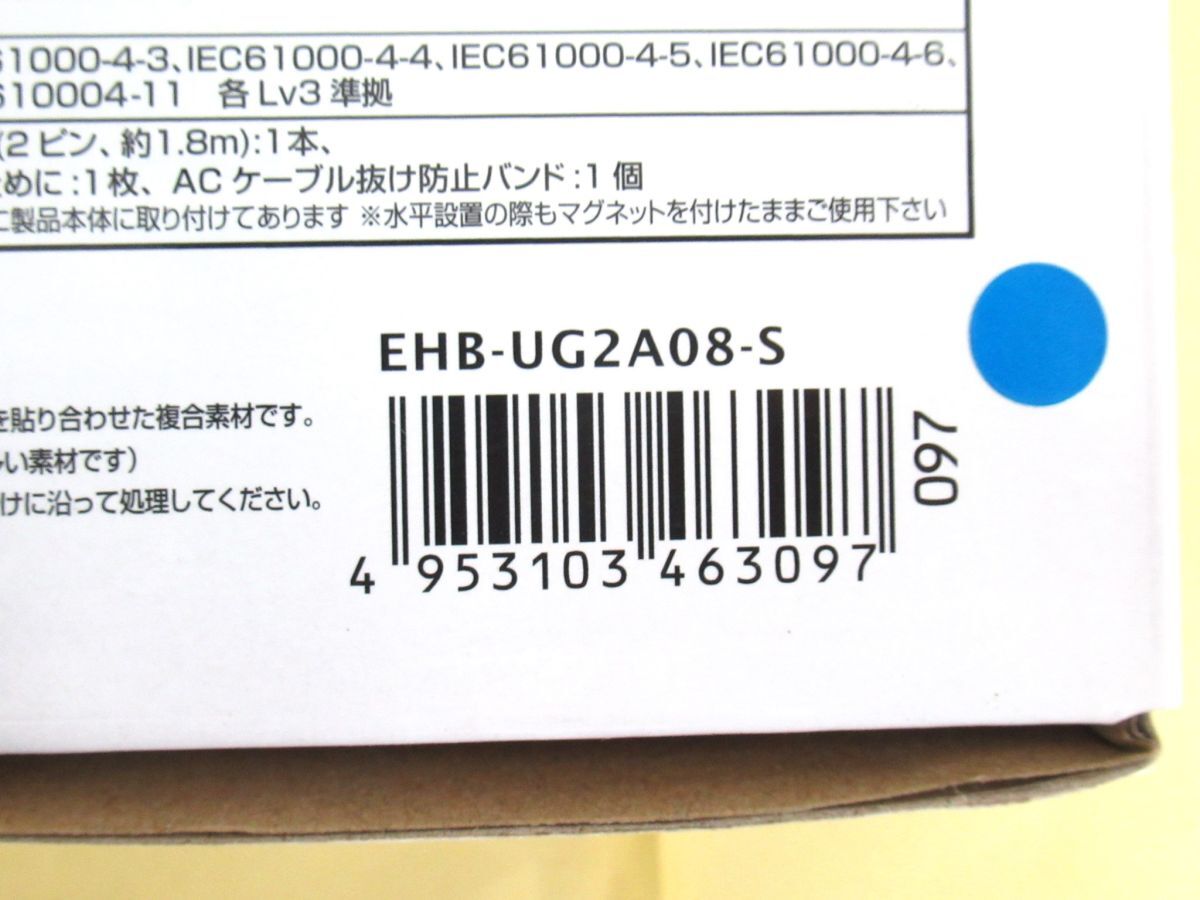 61000-4-3、IEC61000-4-4、IEC61000-4-5、IEC61000-4-6、
610004-11 各Lv3準拠
(2ピン、約1.8m):1本、
めに:1枚、ACケーブル抜け防止バンド:1個
に製品本体に取り付けてあります ※水平設置の際もマグネットを付けたままご使用下さい
EHB-UG2A08-S
を貼り合わせた複合素材です。
い素材です)
けに沿って処理してください。
097
4 953103 463097